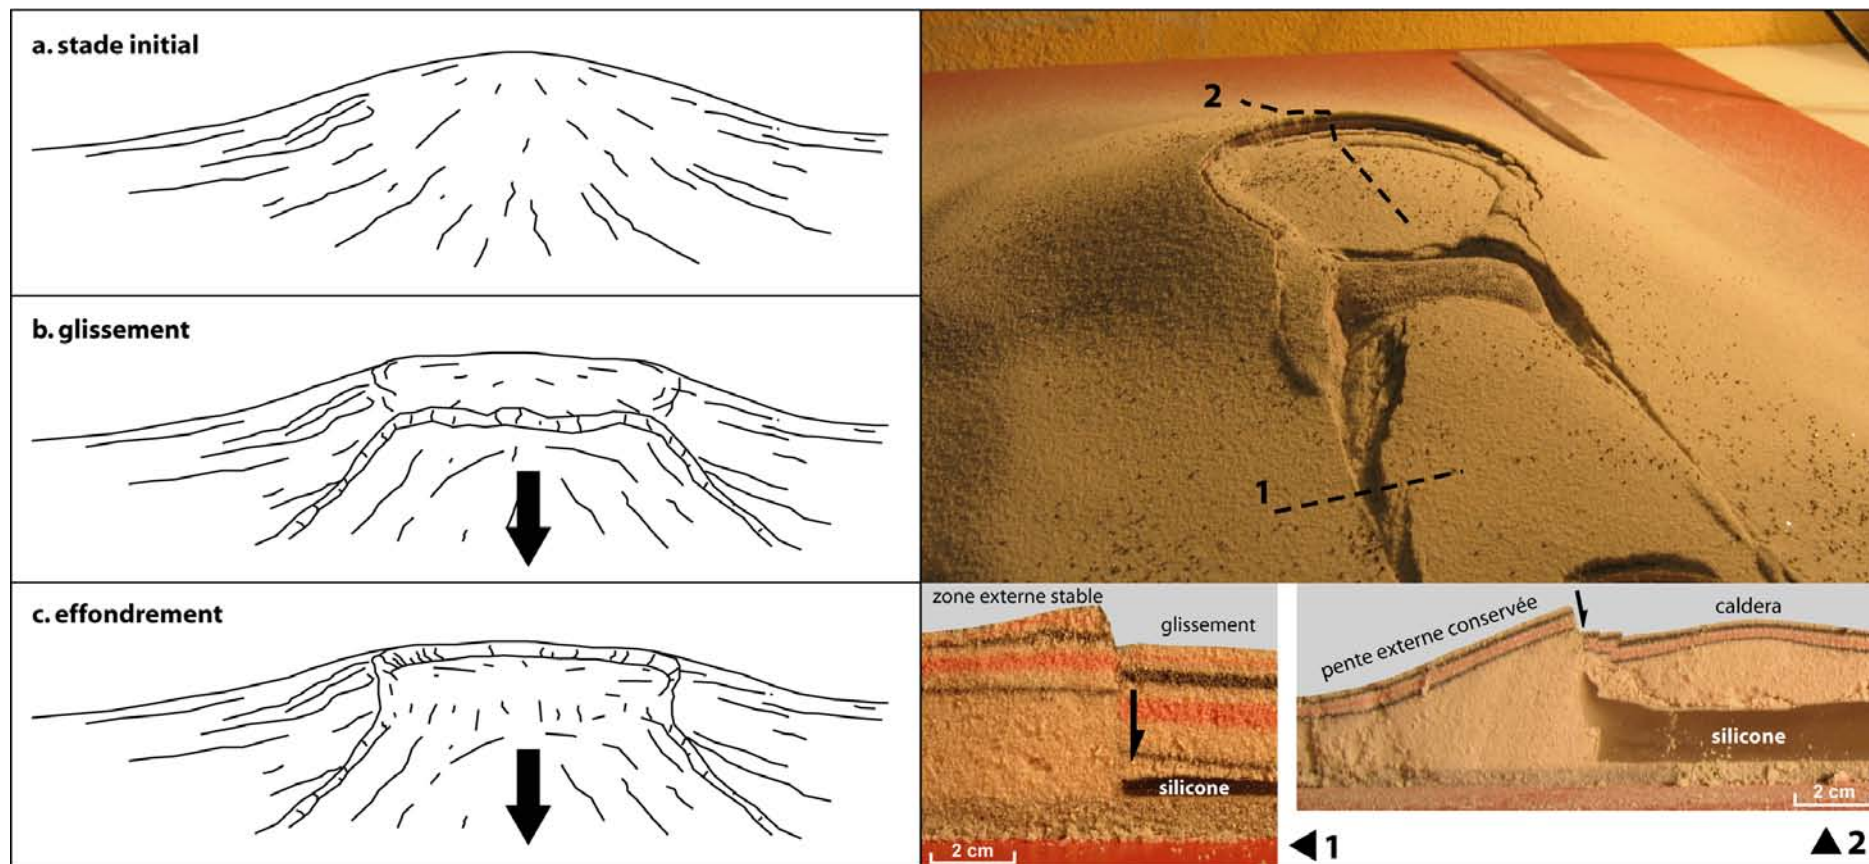 a. stade initial
b. glissement
c. effondrement
2
1
zone externe stable
glissement
silicone
2 cm
pente externe conservée
caldera
silicone
2 cm
◀ 1
▲ 2